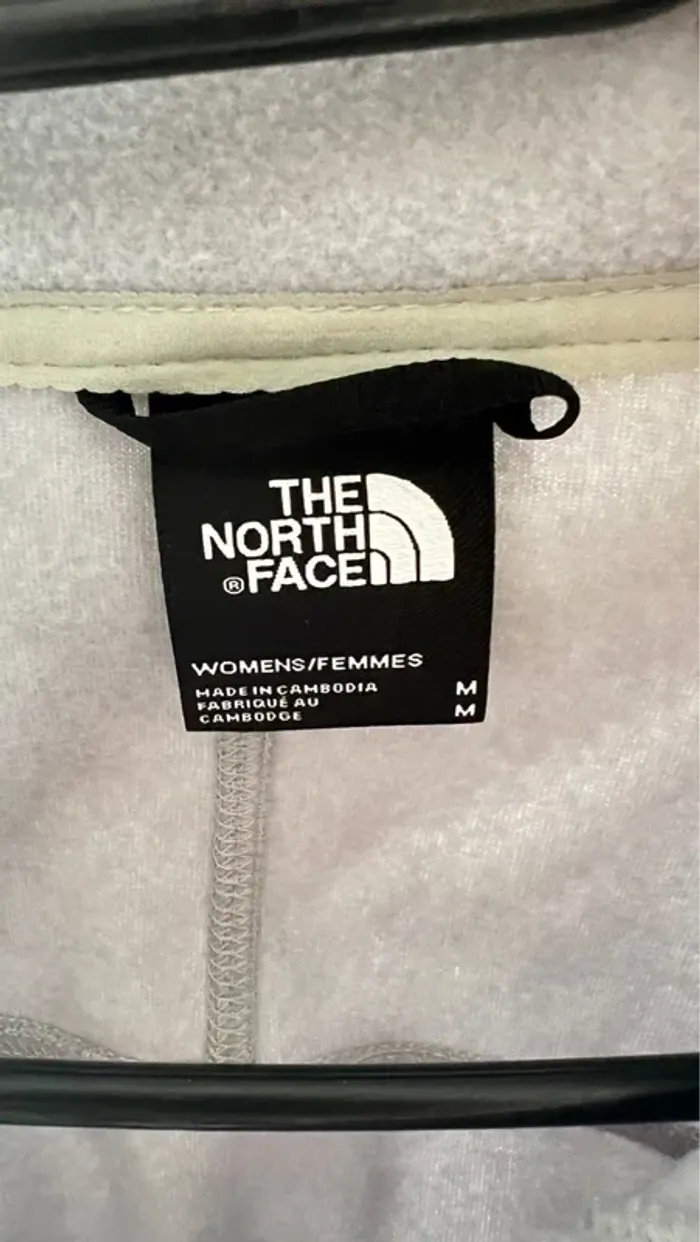 THE
NORTH
® FACE
WOMENS/FEMMES
MADE IN CAMBODIA M
FABRIQUÉ AU
CAMBODGE M